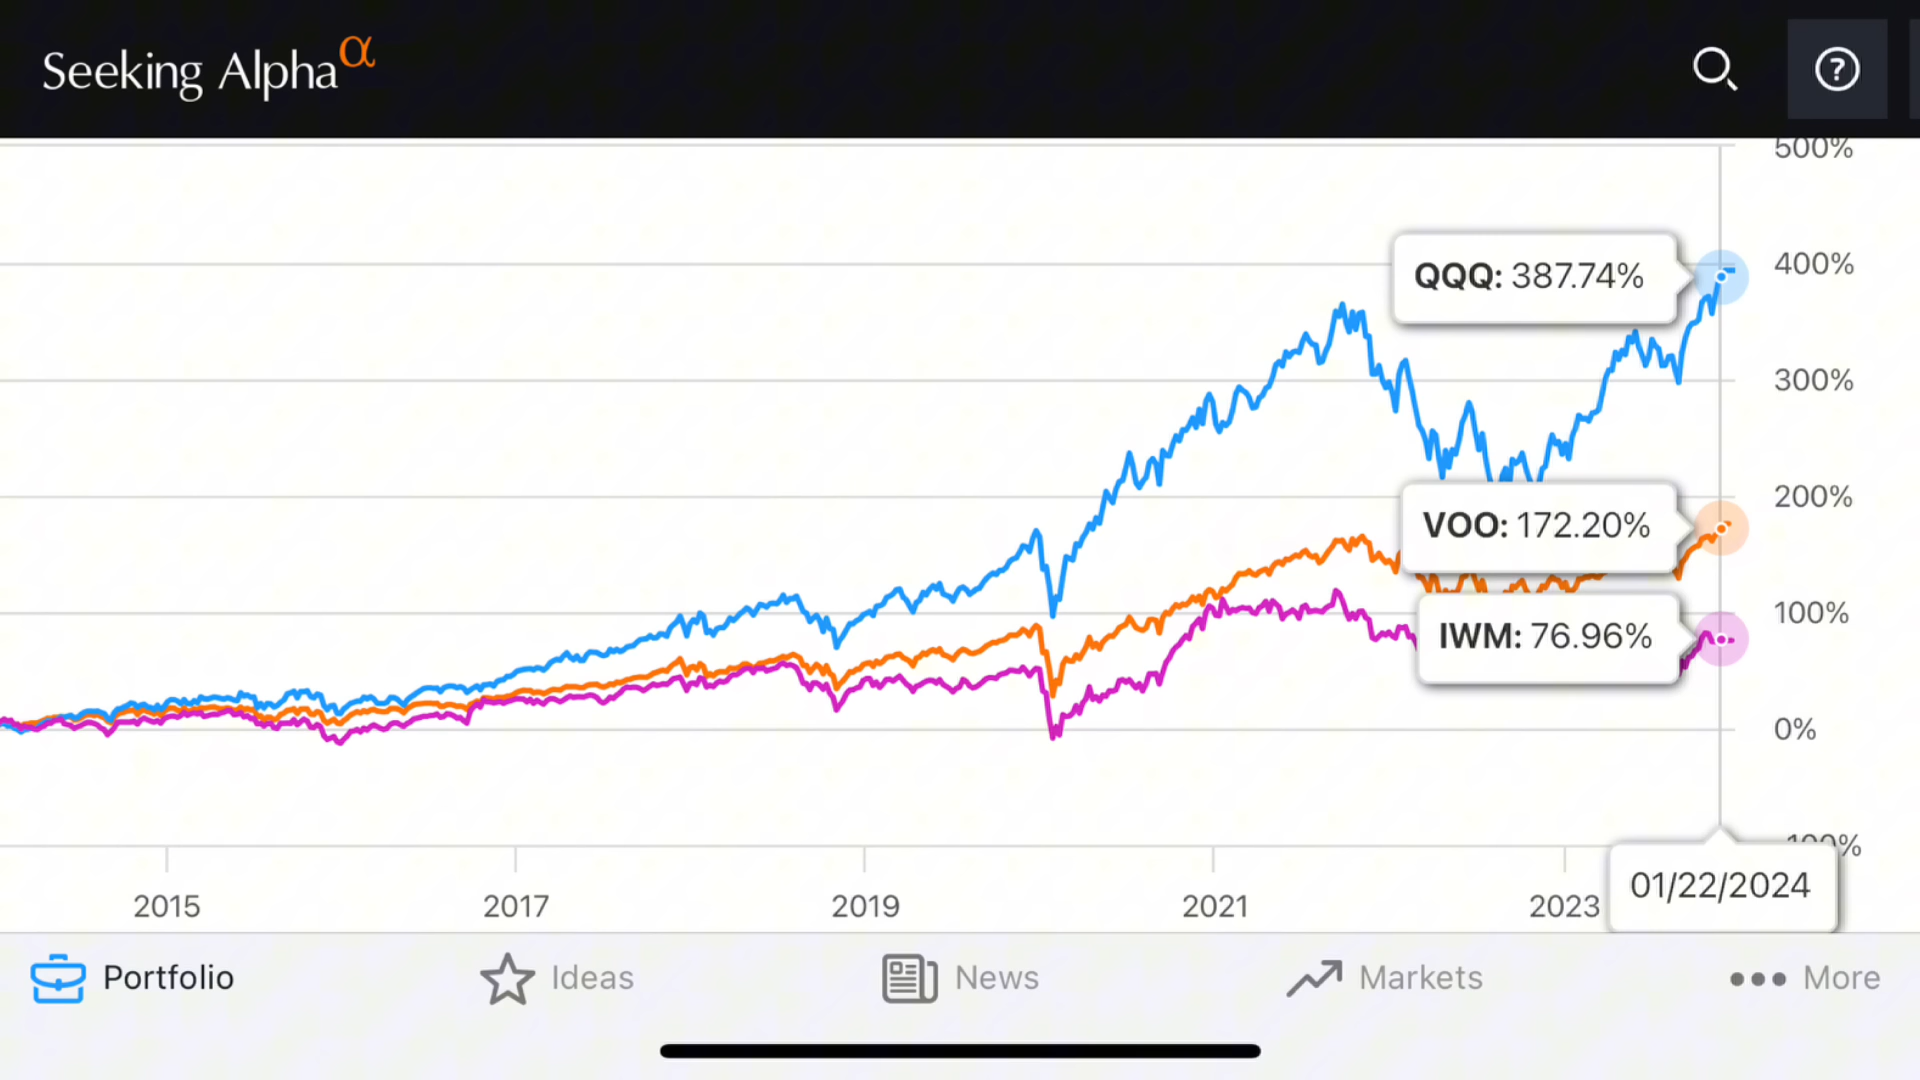 Seeking Alpha α
500%
QQQ: 387.74%
400%
300%
VOO: 172.20%
200%
IWM: 76.96%
100%
0%
01/22/2024
2015 2017 2019 2021 2023
Portfolio Ideas News Markets More